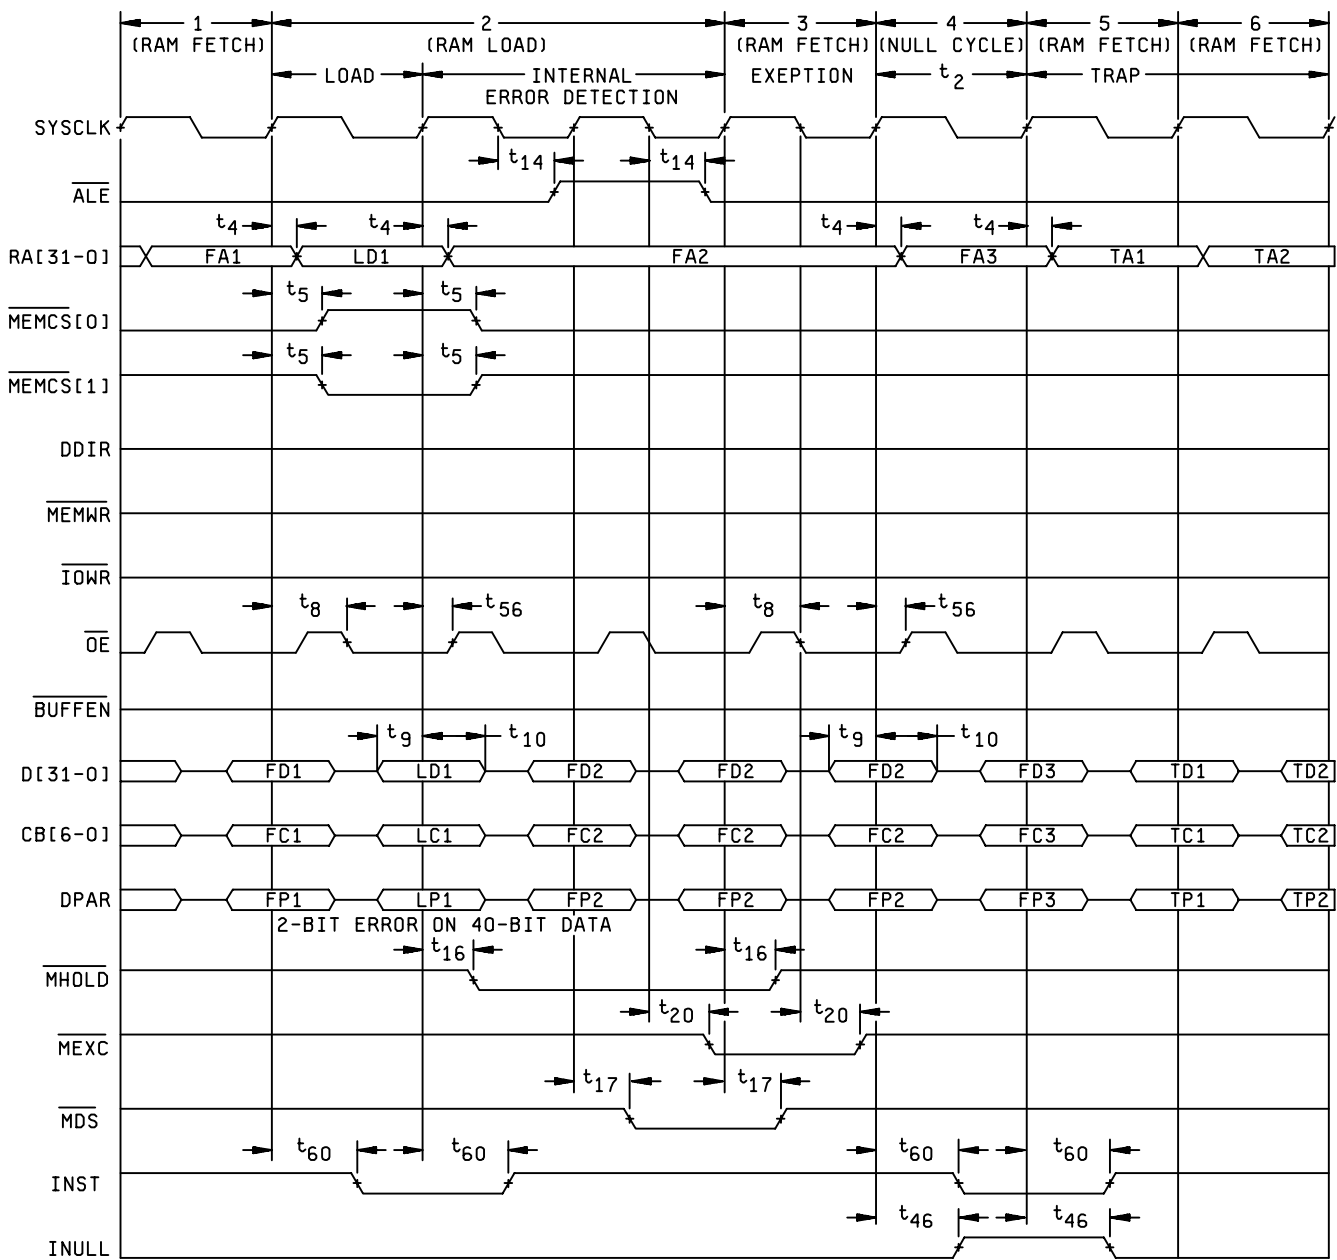 1 2 3 4 5 6
(RAM FETCH) (RAM LOAD) (RAM FETCH) (NULL CYCLE) (RAM FETCH) (RAM FETCH)
LOAD INTERNAL EXEPTION t2 TRAP
ERROR DETECTION
SYSCLK
t14 t14
ALE
t4 t4 t4 t4
RA[31-0] FA1 LD1 FA2 FA3 TA1 TA2
t5 t5
MEMCS[0]
t5 t5
MEMCS[1]
DDIR
MEMWR
IOWR
t8 t56 t8 t56
OE
BUFFEN
t9 t10 t9 t10
D[31-0] FD1 LD1 FD2 FD2 FD2 FD3 TD1 TD2
CB[6-0] FC1 LC1 FC2 FC2 FC2 FC3 TC1 TC2
DPAR FP1 LP1 FP2 FP2 FP2 FP3 TP1 TP2
2-BIT ERROR ON 40-BIT DATA
t16 t16
MHOLD
t20 t20
MEXC
t17 t17
MDS
t60 t60 t60 t60
INST
t46 t46
INULL